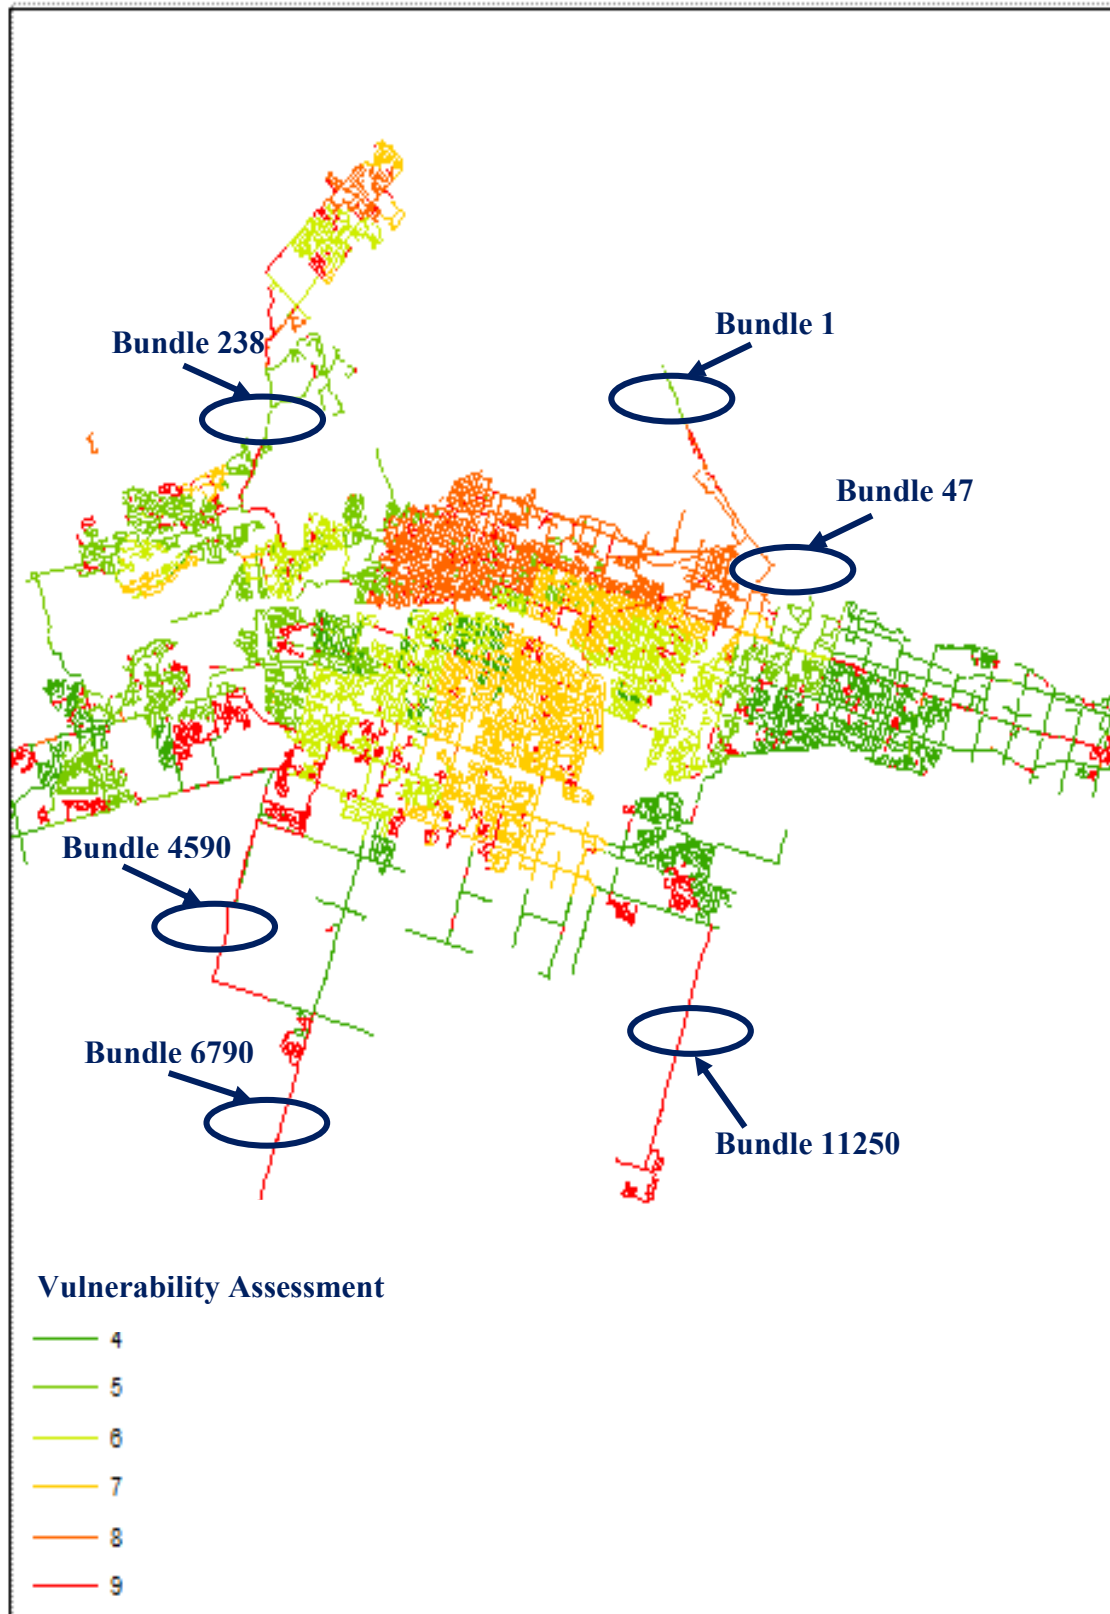 Bundle 1
Bundle 238
Bundle 47
Bundle 4590
Bundle 6790
Bundle 11250
Vulnerability Assessment
4
5
6
7
8
9